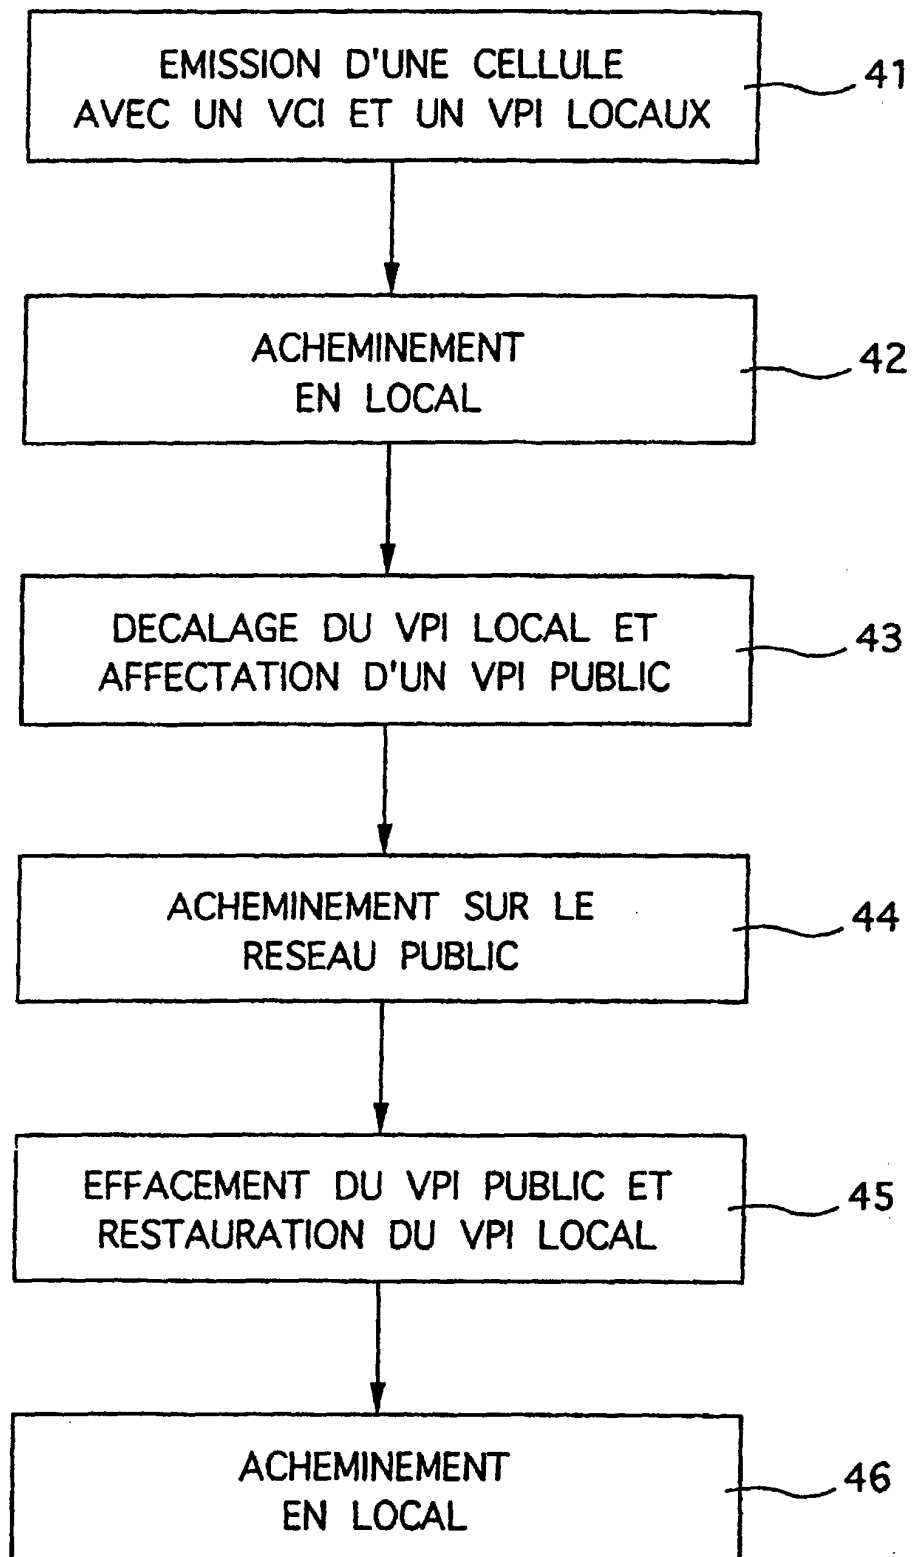 EMISSION D'UNE CELLULE
AVEC UN VCI ET UN VPI LOCAUX
41
ACHEMINEMENT
EN LOCAL
42
DECALAGE DU VPI LOCAL ET
AFFECTATION D'UN VPI PUBLIC
43
ACHEMINEMENT SUR LE
RESEAU PUBLIC
44
EFFACEMENT DU VPI PUBLIC ET
RESTAURATION DU VPI LOCAL
45
ACHEMINEMENT
EN LOCAL
46